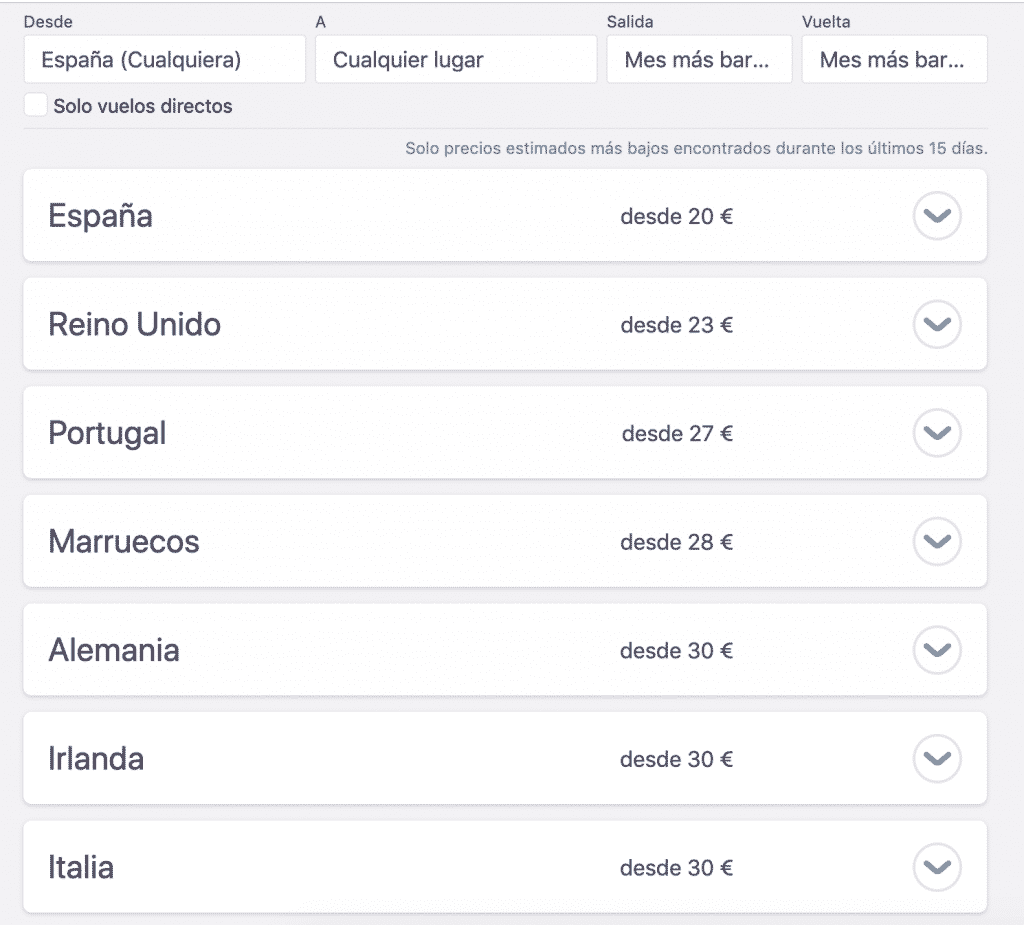 Desde A Salida Vuelta
España (Cualquiera) Cualquier lugar Mes más bar... Mes más bar...
Solo vuelos directos
Solo precios estimados más bajos encontrados durante los últimos 15 días.
España desde 20 €
Reino Unido desde 23 €
Portugal desde 27 €
Marruecos desde 28 €
Alemania desde 30 €
Irlanda desde 30 €
Italia desde 30 €